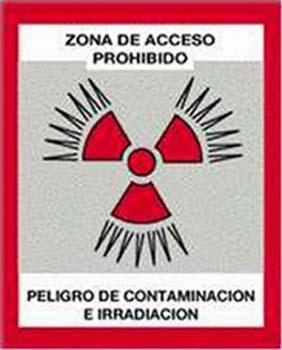 ZONA DE ACCESO
PROHIBIDO
PELIGRO DE CONTAMINACION
E IRRADIACION